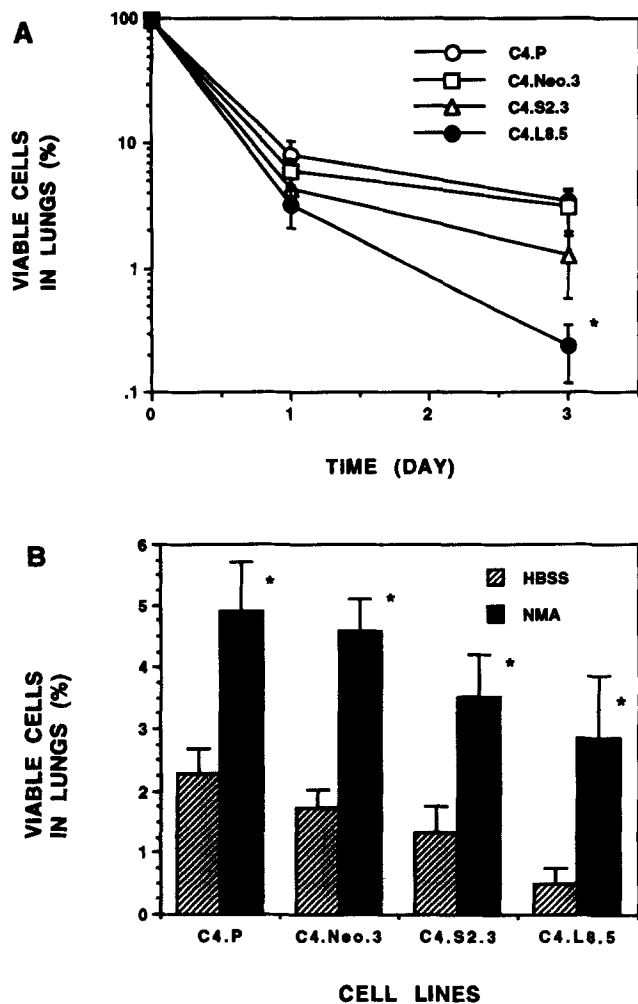 A
VIABLE CELLS
IN LUNGS (%)
100
10
1
.1
0
1
2
3
C4.P
C4.Neo.3
C4.S2.3
C4.L8.5
*
TIME (DAY)
B
VIABLE CELLS
IN LUNGS (%)
6
5
4
3
2
1
0
HBSS
NMA
*
*
*
*
C4.P
C4.Neo.3
C4.S2.3
C4.L8.5
CELL LINES